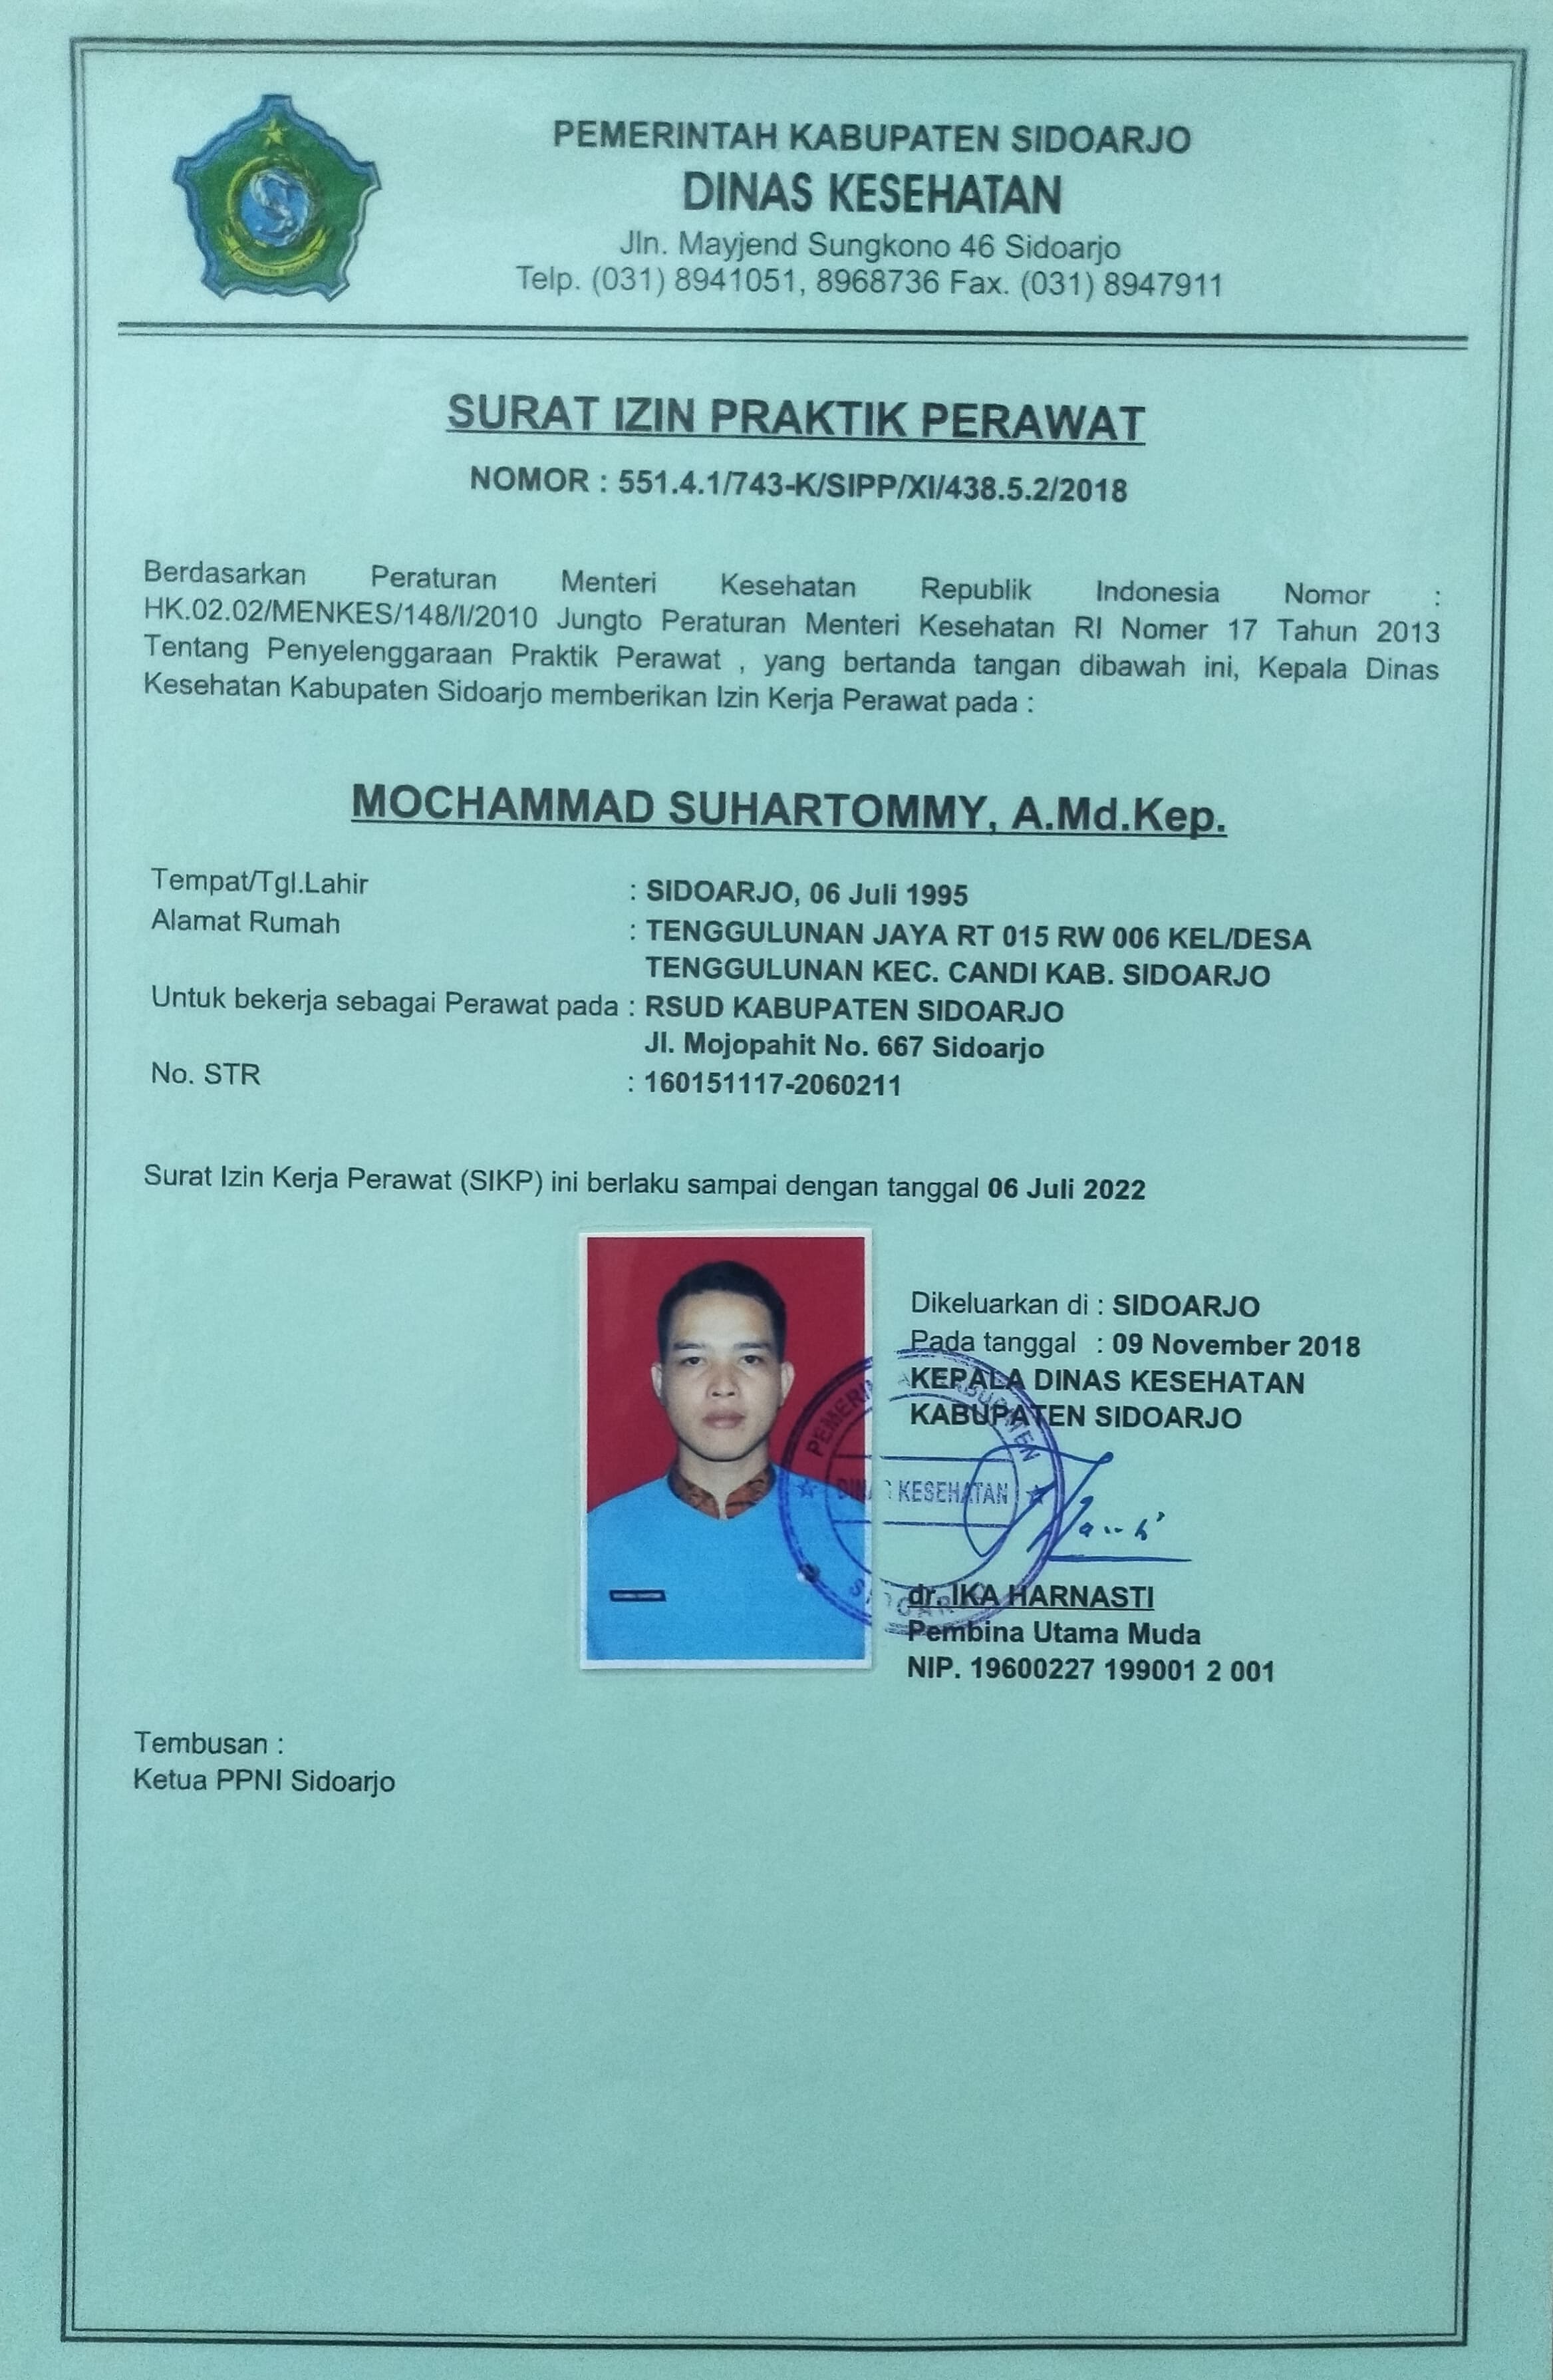 PEMERINTAH KABUPATEN SIDOARJO
DINAS KESEHATAN
Jln. Mayjend Sungkono 46 Sidoarjo
Telp. (031) 8941051, 8968736 Fax. (031) 8947911
SURAT IZIN PRAKTIK PERAWAT
NOMOR : 551.4.1/743-K/SIPP/XI/438.5.2/2018
Berdasarkan Peraturan Menteri Kesehatan Republik Indonesia Nomor :
HK.02.02/MENKES/148/I/2010 Jungto Peraturan Menteri Kesehatan RI Nomer 17 Tahun 2013
Tentang Penyelenggaraan Praktik Perawat , yang bertanda tangan dibawah ini, Kepala Dinas
Kesehatan Kabupaten Sidoarjo memberikan Izin Kerja Perawat pada :
MOCHAMMAD SUHARTOMMY, A.Md.Kep.
Tempat/Tgl.Lahir : SIDOARJO, 06 Juli 1995
Alamat Rumah : TENGGULUNAN JAYA RT 015 RW 006 KEL/DESA
TENGGULUNAN KEC. CANDI KAB. SIDOARJO
Untuk bekerja sebagai Perawat pada : RSUD KABUPATEN SIDOARJO
Jl. Mojopahit No. 667 Sidoarjo
No. STR : 160151117-2060211
Surat Izin Kerja Perawat (SIKP) ini berlaku sampai dengan tanggal 06 Juli 2022
Dikeluarkan di : SIDOARJO
Pada tanggal : 09 November 2018
KEPALA DINAS KESEHATAN
KABUPATEN SIDOARJO
KESEHATAN
dr. IKA HARNASTI
Pembina Utama Muda
NIP. 19600227 199001 2 001
Tembusan :
Ketua PPNI Sidoarjo